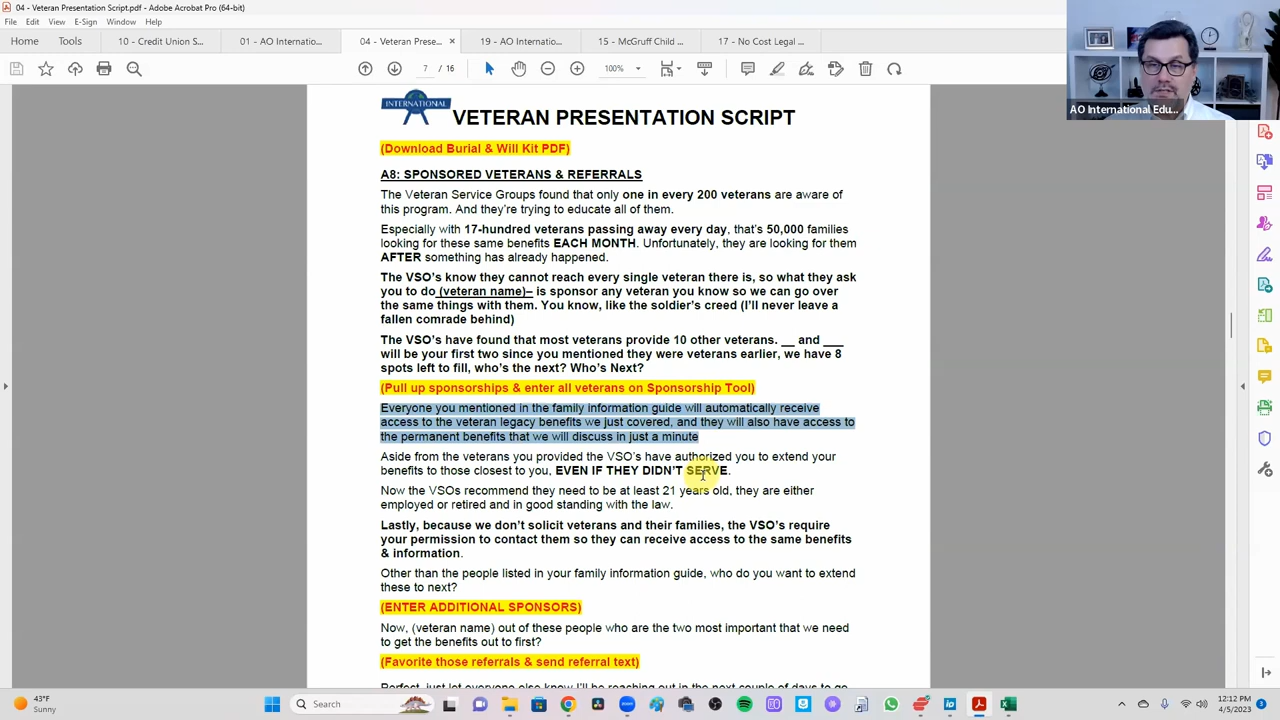 04 - Veteran Presentation Script.pdf - Adobe Acrobat Pro (64-bit)
File Edit View E-Sign Window Help
Home Tools 10 - Credit Union S... 01 - AO Internatio... 04 - Veteran Prese... × 19 - AO Internatio... 15 - McGruff Child ... 17 - No Cost Legal ...
7 / 16 100%
AO International Edu...
INTERNATIONAL
VETERAN PRESENTATION SCRIPT
(Download Burial & Will Kit PDF)
A8: SPONSORED VETERANS & REFERRALS
The Veteran Service Groups found that only one in every 200 veterans are aware of
this program. And they're trying to educate all of them.
Especially with 17-hundred veterans passing away every day, that's 50,000 families
looking for these same benefits EACH MONTH. Unfortunately, they are looking for them
AFTER something has already happened.
The VSO's know they cannot reach every single veteran there is, so what they ask
you to do (veteran name)– is sponsor any veteran you know so we can go over
the same things with them. You know, like the soldier's creed (I'll never leave a
fallen comrade behind)
The VSO's have found that most veterans provide 10 other veterans. __ and ___
will be your first two since you mentioned they were veterans earlier, we have 8
spots left to fill, who's the next? Who's Next?
(Pull up sponsorships & enter all veterans on Sponsorship Tool)
Everyone you mentioned in the family information guide will automatically receive
access to the veteran legacy benefits we just covered, and they will also have access to
the permanent benefits that we will discuss in just a minute
Aside from the veterans you provided the VSO's have authorized you to extend your
benefits to those closest to you, EVEN IF THEY DIDN'T SERVE.
Now the VSOs recommend they need to be at least 21 years old, they are either
employed or retired and in good standing with the law.
Lastly, because we don't solicit veterans and their families, the VSO's require
your permission to contact them so they can receive access to the same benefits
& information.
Other than the people listed in your family information guide, who do you want to extend
these to next?
(ENTER ADDITIONAL SPONSORS)
Now, (veteran name) out of these people who are the two most important that we need
to get the benefits out to first?
(Favorite those referrals & send referral text)
Perfect, just let everyone know I'll be reaching out in the next couple of days to go
43°F
Sunny
Search
12:12 PM
4/5/2023